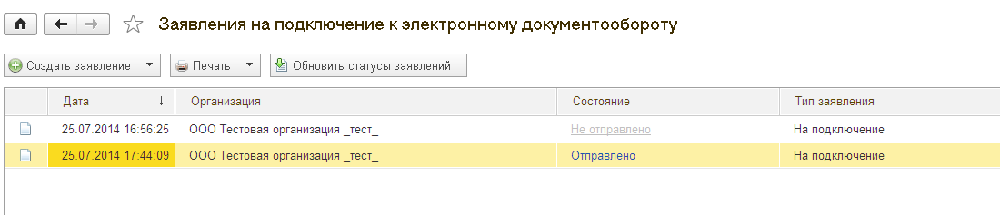 Заявления на подключение к электронному документообороту
Создать заявление Печать Обновить статусы заявлений
Дата ↓ Организация Состояние Тип заявления
25.07.2014 16:56:25 ООО Тестовая организация _тест_ Не отправлено На подключение
25.07.2014 17:44:09 ООО Тестовая организация _тест_ Отправлено На подключение